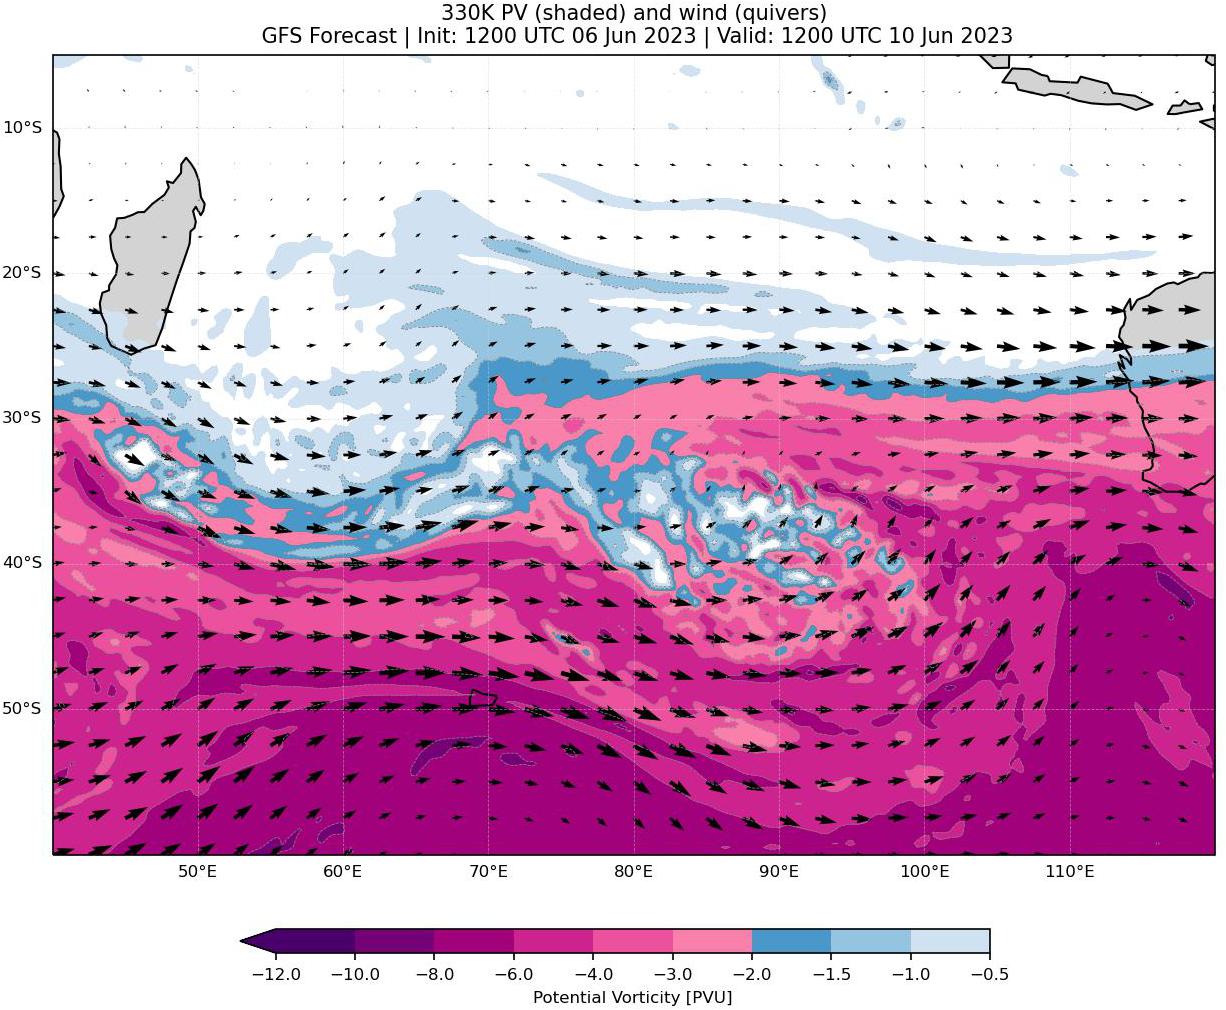 330K PV (shaded) and wind (quivers)
GFS Forecast | Init: 1200 UTC 06 Jun 2023 | Valid: 1200 UTC 10 Jun 2023
10°S
20°S
30°S
40°S
50°S
50°E 60°E 70°E 80°E 90°E 100°E 110°E
−12.0 −10.0 −8.0 −6.0 −4.0 −3.0 −2.0 −1.5 −1.0 −0.5
Potential Vorticity [PVU]